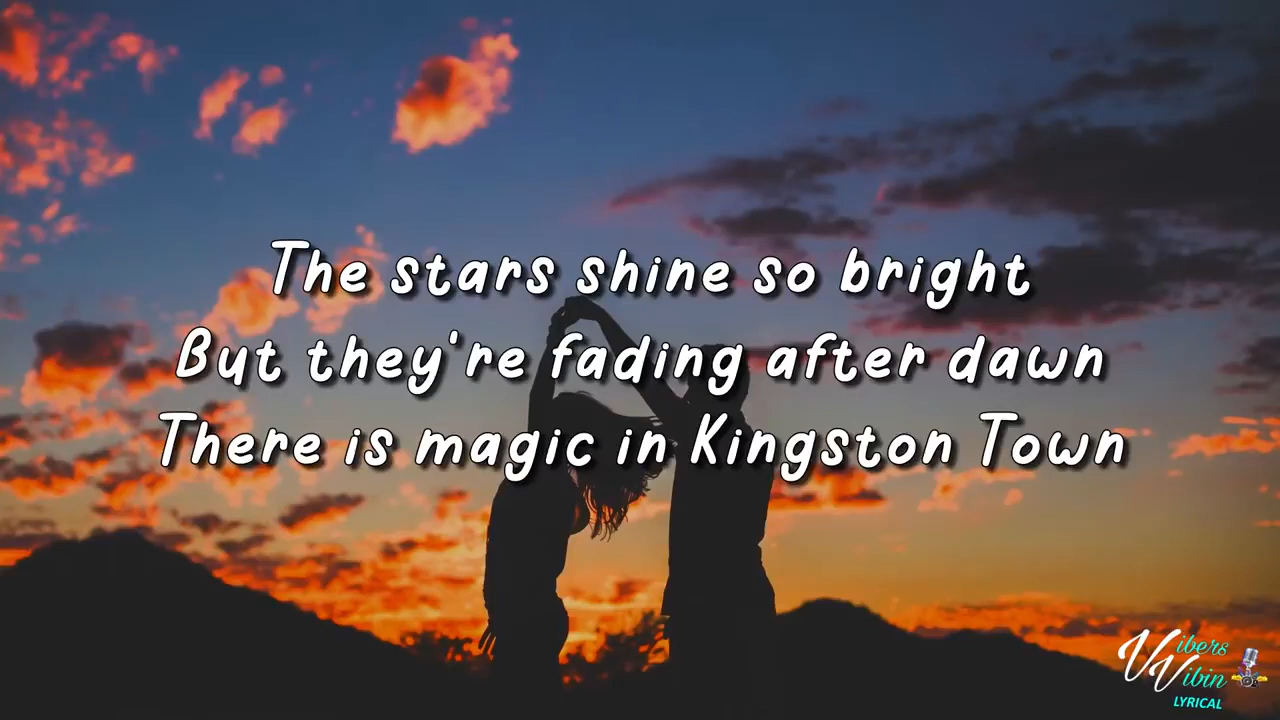 The stars shine so bright
But they're fading after dawn
There is magic in Kingston Town
Vibers
Vibin
LYRICAL